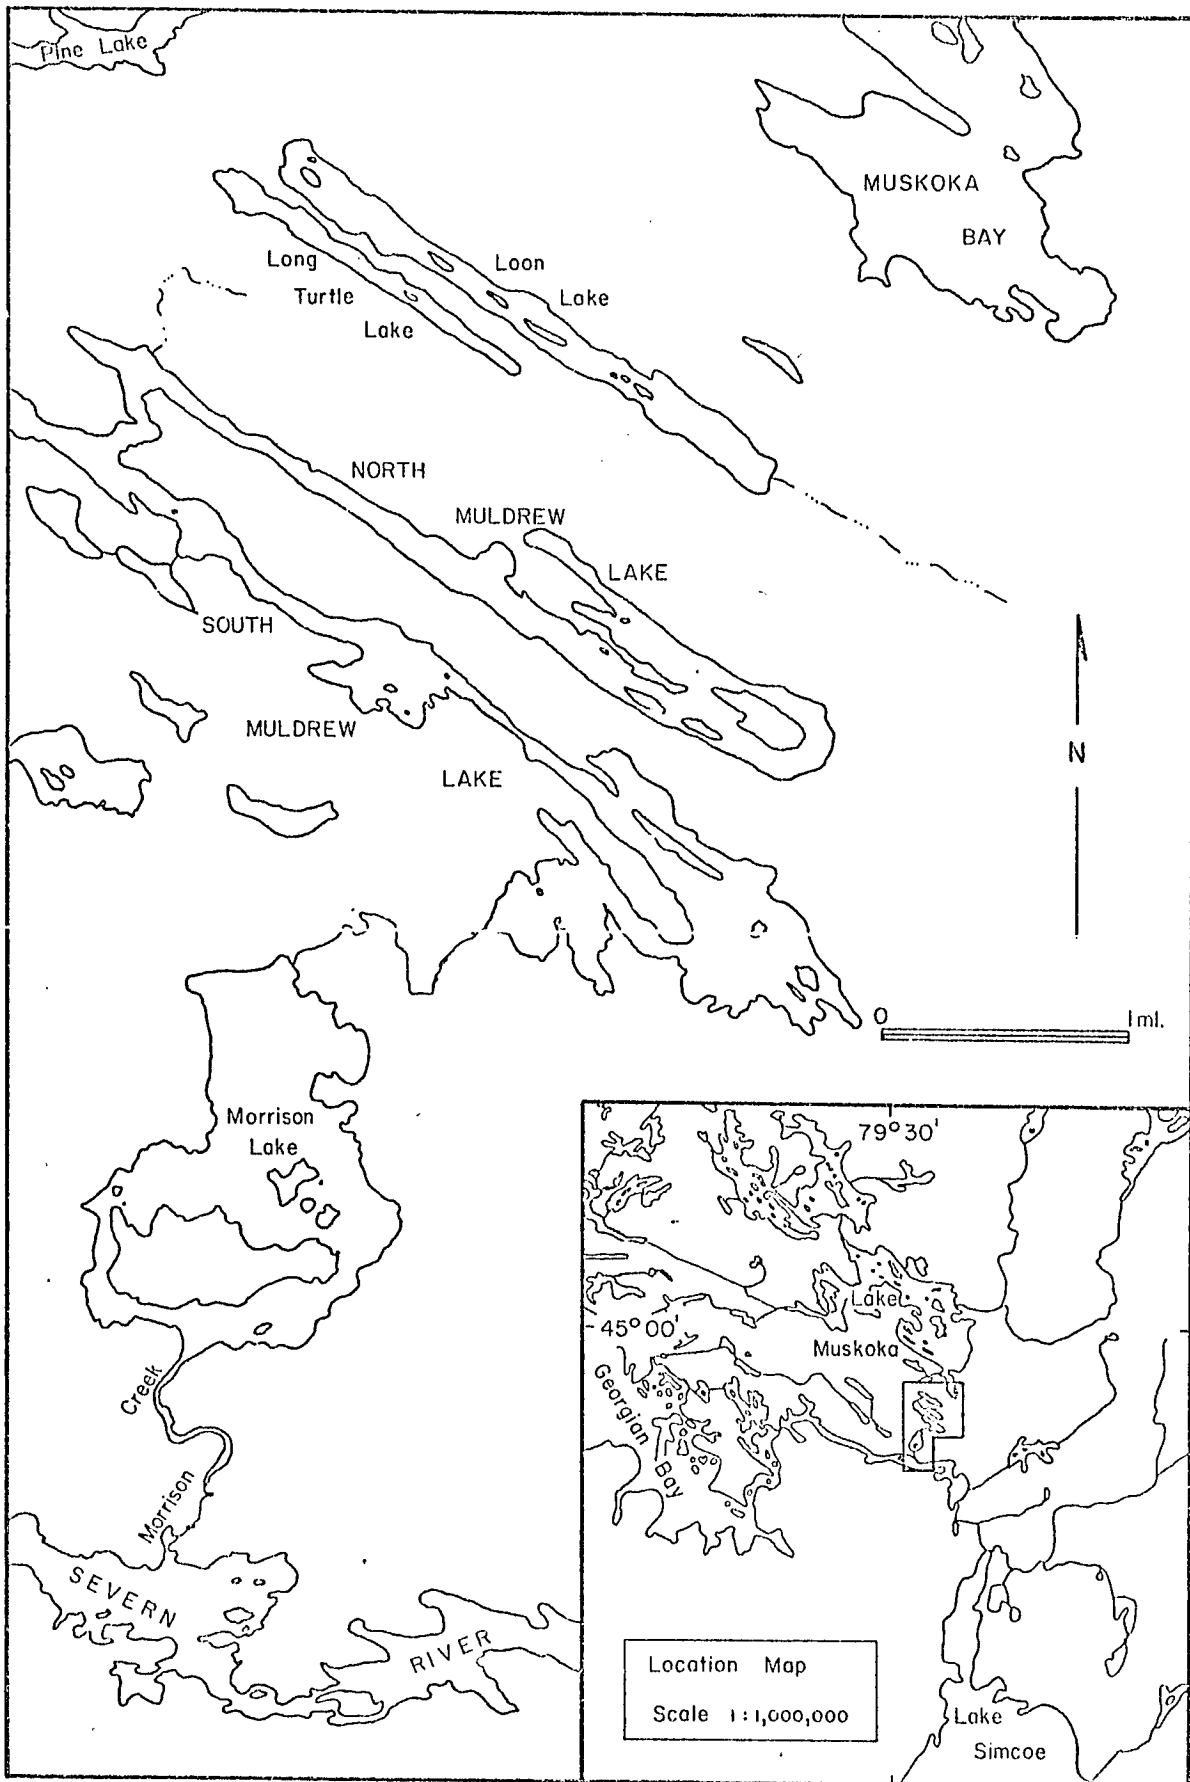 Pine Lake
MUSKOKA
BAY
Long
Turtle
Lake
Loon
Lake
NORTH
MULDREW
LAKE
SOUTH
MULDREW
LAKE
N
0 1 mi.
Morrison
Lake
Creek
Morrison
SEVERN
RIVER
79°30'
45°00'
Lake
Muskoka
Georgian
Bay
Location Map
Scale 1:1,000,000
Lake
Simcoe